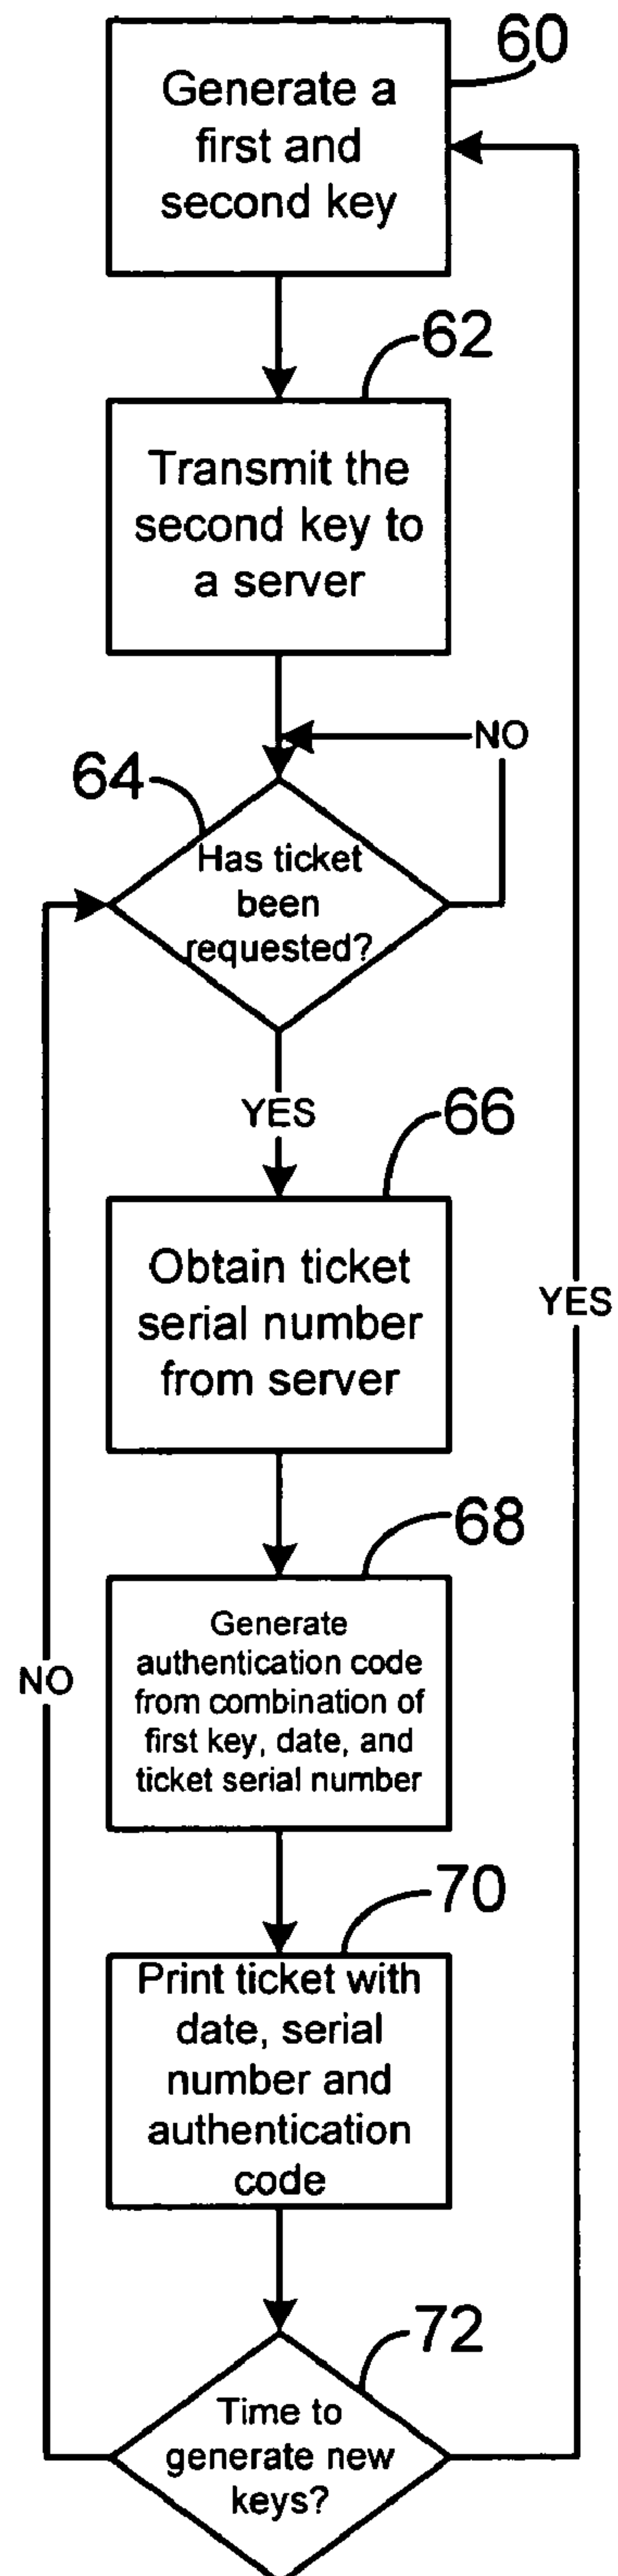 60
Generate a
first and
second key
62
Transmit the
second key to
a server
NO
64
Has ticket
been
requested?
YES
66
Obtain ticket
serial number
from server
YES
68
Generate
authentication code
from combination of
first key, date, and
ticket serial number
NO
70
Print ticket with
date, serial
number and
authentication
code
72
Time to
generate new
keys?